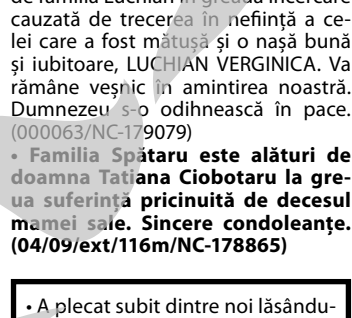 de familia Luchian în greaua încercare
cauzată de trecerea în neființă a ce-
lei care a fost mătușă și o nașă bună
și iubitoare, LUCHIAN VERGINICA. Va
rămâne veșnic în amintirea noastră.
Dumnezeu s-o odihnească în pace.
(000063/NC-179079)
• Familia Spătaru este alături de
doamna Tatiana Ciobotaru la gre-
ua suferință pricinuită de decesul
mamei sale. Sincere condoleanțe.
(04/09/ext/116m/NC-178865)
• A plecat subit dintre noi lăsându-